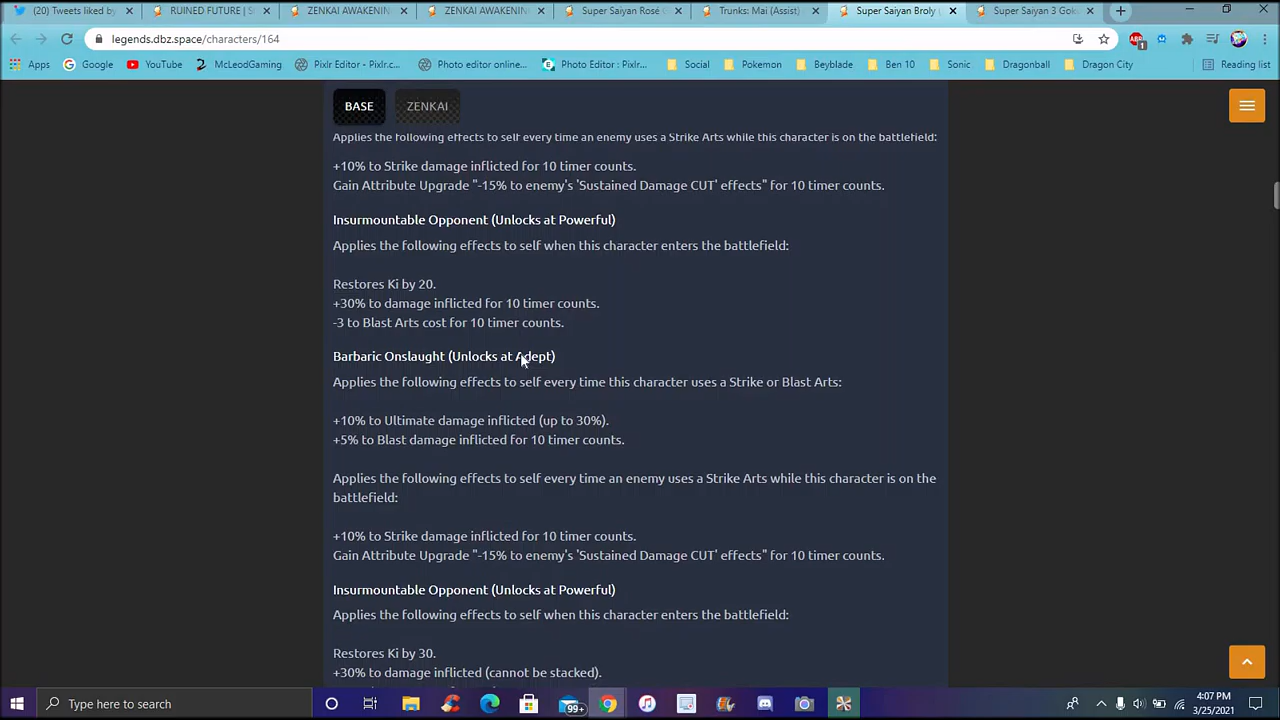 (20) Tweets liked by
RUINED FUTURE | S
ZENKAI AWAKENIN
ZENKAI AWAKENIN
Super Saiyan Rosé
Trunks: Mai (Assist)
Super Saiyan Broly
Super Saiyan 3 Gok
legends.dbz.space/characters/164
Apps
Google
YouTube
McLeodGaming
Pixlr Editor - Pixlr.c...
Photo editor online...
Photo Editor : Pixlr...
Social
Pokemon
Beyblade
Ben 10
Sonic
Dragonball
Dragon City
Reading list
BASE
ZENKAI
Applies the following effects to self every time an enemy uses a Strike Arts while this character is on the battlefield:
+10% to Strike damage inflicted for 10 timer counts.
Gain Attribute Upgrade "-15% to enemy's 'Sustained Damage CUT' effects" for 10 timer counts.
Insurmountable Opponent (Unlocks at Powerful)
Applies the following effects to self when this character enters the battlefield:
Restores Ki by 20.
+30% to damage inflicted for 10 timer counts.
-3 to Blast Arts cost for 10 timer counts.
Barbaric Onslaught (Unlocks at Adept)
Applies the following effects to self every time this character uses a Strike or Blast Arts:
+10% to Ultimate damage inflicted (up to 30%).
+5% to Blast damage inflicted for 10 timer counts.
Applies the following effects to self every time an enemy uses a Strike Arts while this character is on the
battlefield:
+10% to Strike damage inflicted for 10 timer counts.
Gain Attribute Upgrade "-15% to enemy's 'Sustained Damage CUT' effects" for 10 timer counts.
Insurmountable Opponent (Unlocks at Powerful)
Applies the following effects to self when this character enters the battlefield:
Restores Ki by 30.
+30% to damage inflicted (cannot be stacked).
Type here to search
99+
4:07 PM
3/25/2021